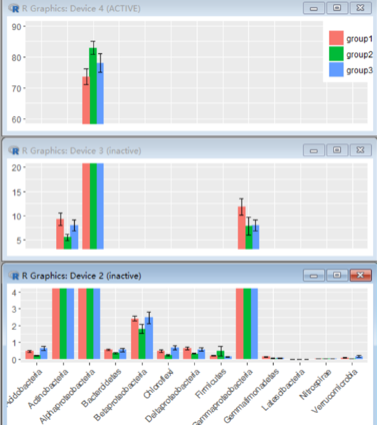 R Graphics: Device 4 (ACTIVE)
90
80
70
60
group1
group2
group3
R Graphics: Device 3 (inactive)
20
15
10
5
R Graphics: Device 2 (inactive)
4
3
2
1
0
Acidobacteria
Actinobacteria
Alphaproteobacteria
Bacteroidetes
Betaproteobacteria
Chloroflexi
Deltaproteobacteria
Firmicutes
Gammaproteobacteria
Gemmatimonadetes
Latescibacteria
Nitrospirae
Verrucomicrobia